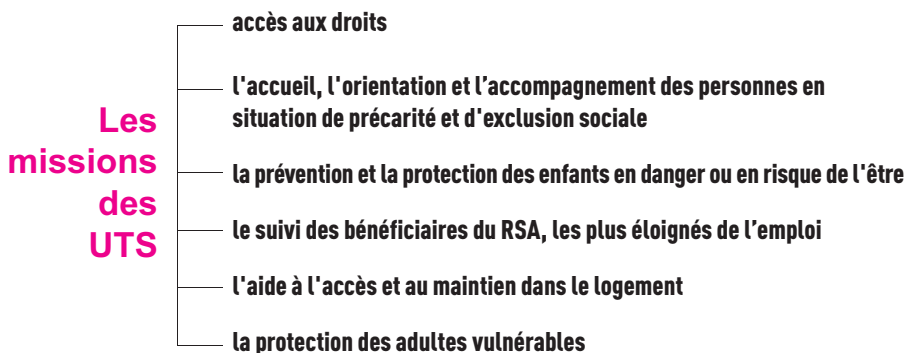 Les
missions
des
UTS
accès aux droits
l'accueil, l'orientation et l’accompagnement des personnes en
situation de précarité et d'exclusion sociale
la prévention et la protection des enfants en danger ou en risque de l'être
le suivi des bénéficiaires du RSA, les plus éloignés de l’emploi
l'aide à l'accès et au maintien dans le logement
la protection des adultes vulnérables